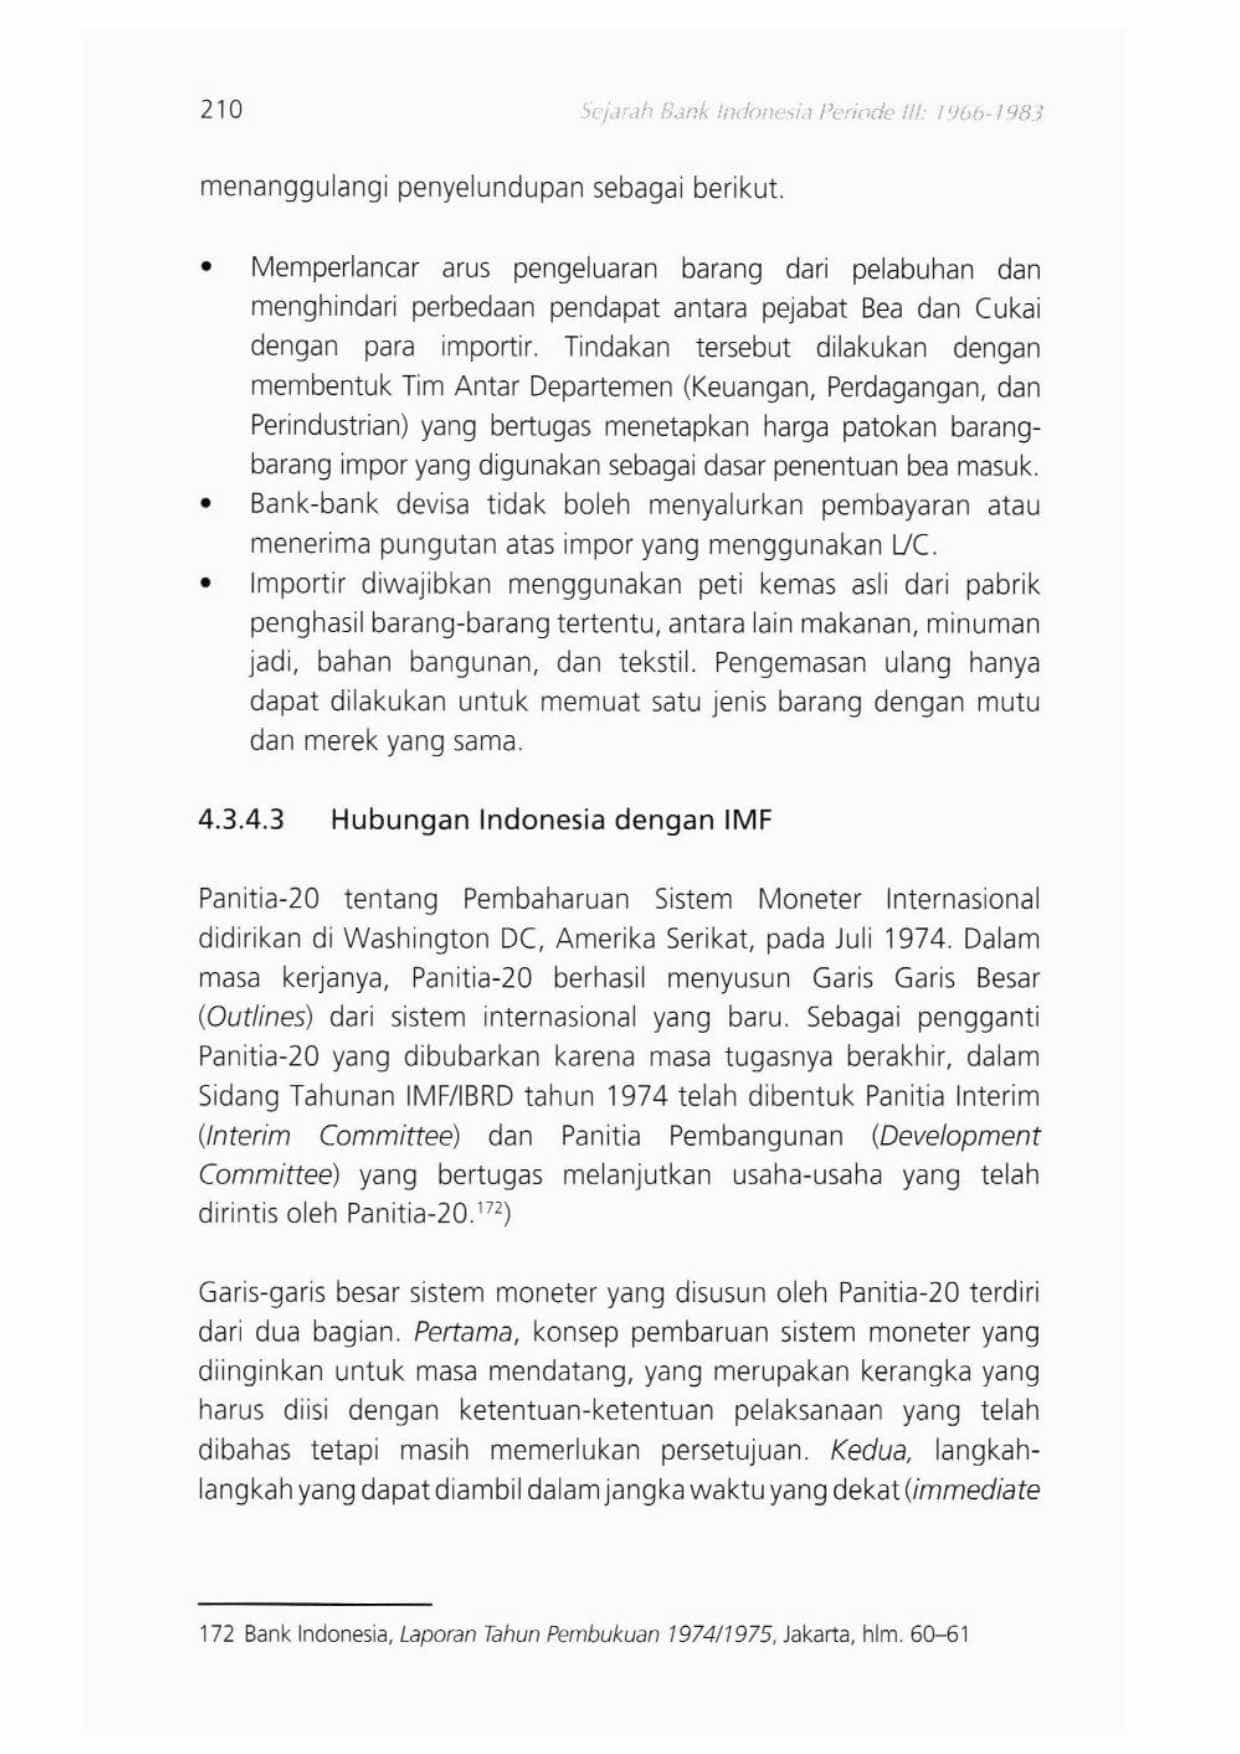 210
Sejarah Bank Indonesia Periode III: 1966-1983
menanggulangi penyelundupan sebagai berikut.
• Memperlancar arus pengeluaran barang dari pelabuhan dan
menghindari perbedaan pendapat antara pejabat Bea dan Cukai
dengan para importir. Tindakan tersebut dilakukan dengan
membentuk Tim Antar Departemen (Keuangan, Perdagangan, dan
Perindustrian) yang bertugas menetapkan harga patokan barang-
barang impor yang digunakan sebagai dasar penentuan bea masuk.
• Bank-bank devisa tidak boleh menyalurkan pembayaran atau
menerima pungutan atas impor yang menggunakan L/C.
• Importir diwajibkan menggunakan peti kemas asli dari pabrik
penghasil barang-barang tertentu, antara lain makanan, minuman
jadi, bahan bangunan, dan tekstil. Pengemasan ulang hanya
dapat dilakukan untuk memuat satu jenis barang dengan mutu
dan merek yang sama.
4.3.4.3 Hubungan Indonesia dengan IMF
Panitia-20 tentang Pembaharuan Sistem Moneter Internasional
didirikan di Washington DC, Amerika Serikat, pada Juli 1974. Dalam
masa kerjanya, Panitia-20 berhasil menyusun Garis Garis Besar
(Outlines) dari sistem internasional yang baru. Sebagai pengganti
Panitia-20 yang dibubarkan karena masa tugasnya berakhir, dalam
Sidang Tahunan IMF/IBRD tahun 1974 telah dibentuk Panitia Interim
(Interim Committee) dan Panitia Pembangunan (Development
Committee) yang bertugas melanjutkan usaha-usaha yang telah
dirintis oleh Panitia-20.172)
Garis-garis besar sistem moneter yang disusun oleh Panitia-20 terdiri
dari dua bagian. Pertama, konsep pembaruan sistem moneter yang
diinginkan untuk masa mendatang, yang merupakan kerangka yang
harus diisi dengan ketentuan-ketentuan pelaksanaan yang telah
dibahas tetapi masih memerlukan persetujuan. Kedua, langkah-
langkah yang dapat diambil dalam jangka waktu yang dekat (immediate
172 Bank Indonesia, Laporan Tahun Pembukuan 1974/1975, Jakarta, hlm. 60–61